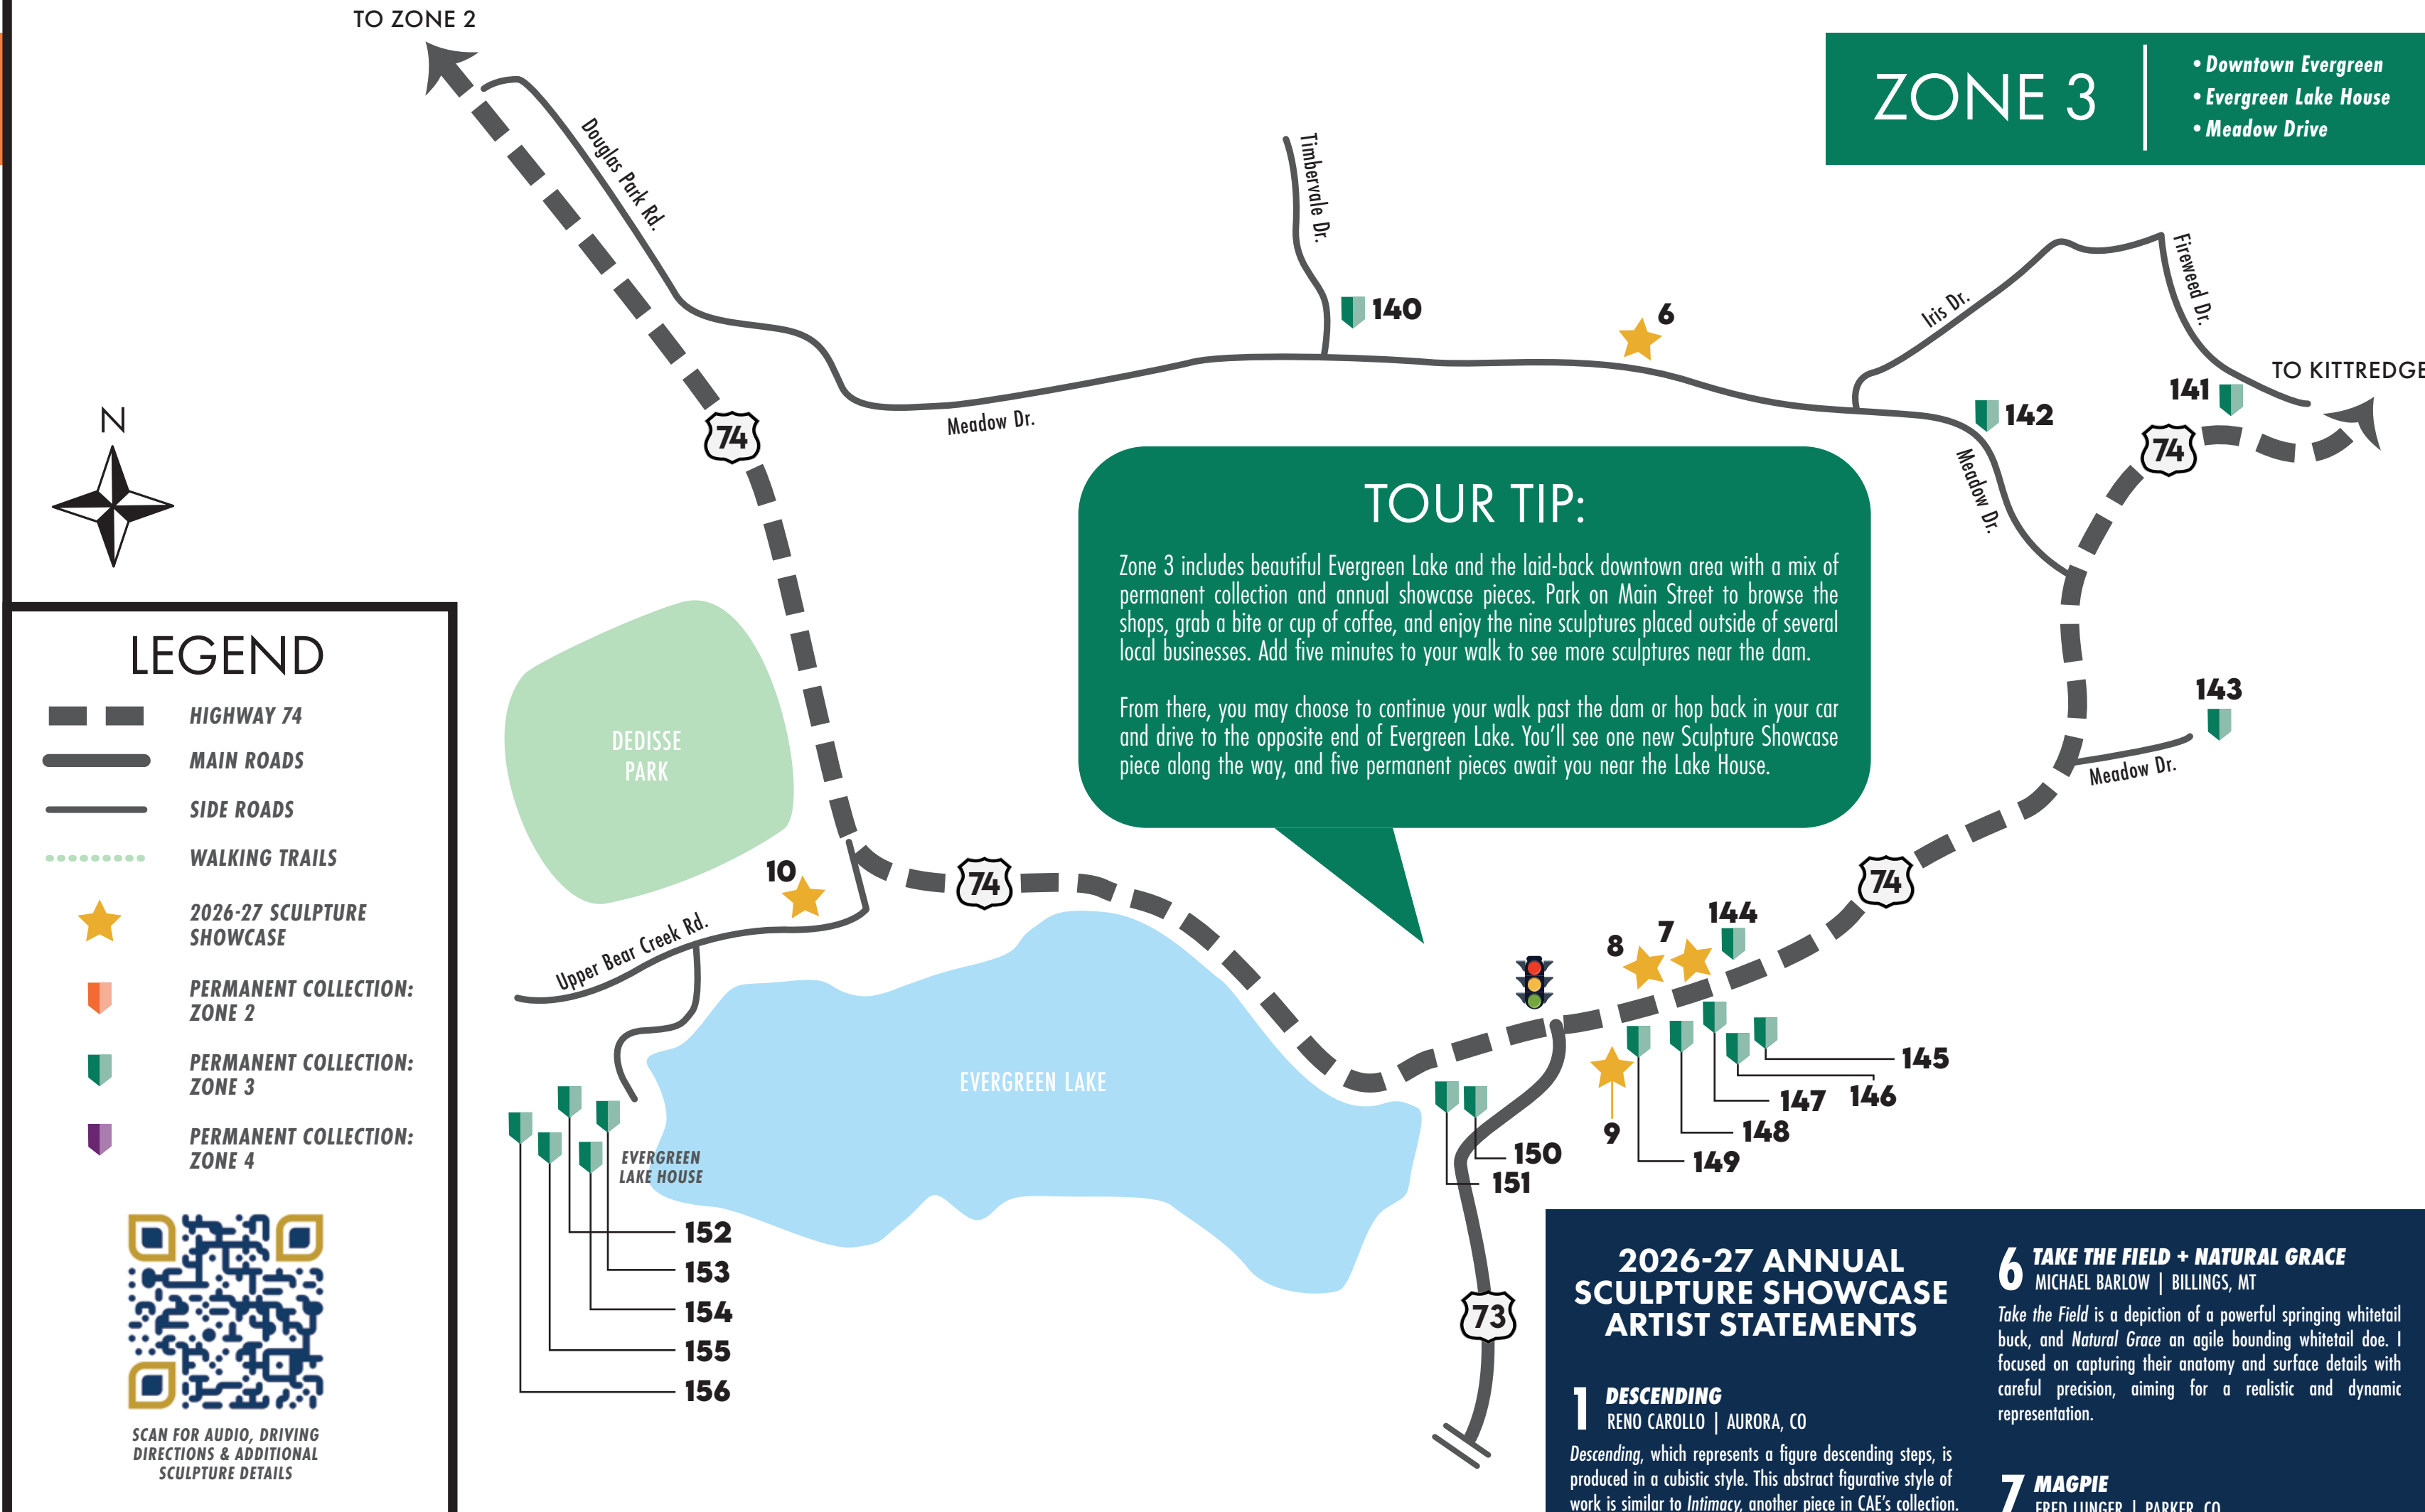 TO ZONE 2
ZONE 3
• Downtown Evergreen
• Evergreen Lake House
• Meadow Drive
Douglas Park Rd.
Timbervale Dr.
140
6
Iris Dr.
Fireweed Dr.
TO KITTREDGE
141
142
74
74
Meadow Dr.
Meadow Dr.
N
TOUR TIP:
Zone 3 includes beautiful Evergreen Lake and the laid-back downtown area with a mix of
permanent collection and annual showcase pieces. Park on Main Street to browse the
shops, grab a bite or cup of coffee, and enjoy the nine sculptures placed outside of several
local businesses. Add five minutes to your walk to see more sculptures near the dam.
From there, you may choose to continue your walk past the dam or hop back in your car
and drive to the opposite end of Evergreen Lake. You'll see one new Sculpture Showcase
piece along the way, and five permanent pieces await you near the Lake House.
143
Meadow Dr.
LEGEND
HIGHWAY 74
MAIN ROADS
SIDE ROADS
WALKING TRAILS
2026-27 SCULPTURE
SHOWCASE
PERMANENT COLLECTION:
ZONE 2
PERMANENT COLLECTION:
ZONE 3
PERMANENT COLLECTION:
ZONE 4
SCAN FOR AUDIO, DRIVING
DIRECTIONS & ADDITIONAL
SCULPTURE DETAILS
DEDISSE
PARK
10
74
74
Upper Bear Creek Rd.
8
7
144
EVERGREEN LAKE
EVERGREEN
LAKE HOUSE
145
146
147
148
149
9
150
151
152
153
154
155
156
73
2026-27 ANNUAL
SCULPTURE SHOWCASE
ARTIST STATEMENTS
1 DESCENDING
RENO CAROLLO | AURORA, CO
Descending, which represents a figure descending steps, is
produced in a cubistic style. This abstract figurative style of
work is similar to Intimacy, another piece in CAE's collection.
6 TAKE THE FIELD + NATURAL GRACE
MICHAEL BARLOW | BILLINGS, MT
Take the Field is a depiction of a powerful springing whitetail
buck, and Natural Grace an agile bounding whitetail doe. I
focused on capturing their anatomy and surface details with
careful precision, aiming for a realistic and dynamic
representation.
7 MAGPIE
FRED LUNGER | PARKER, CO